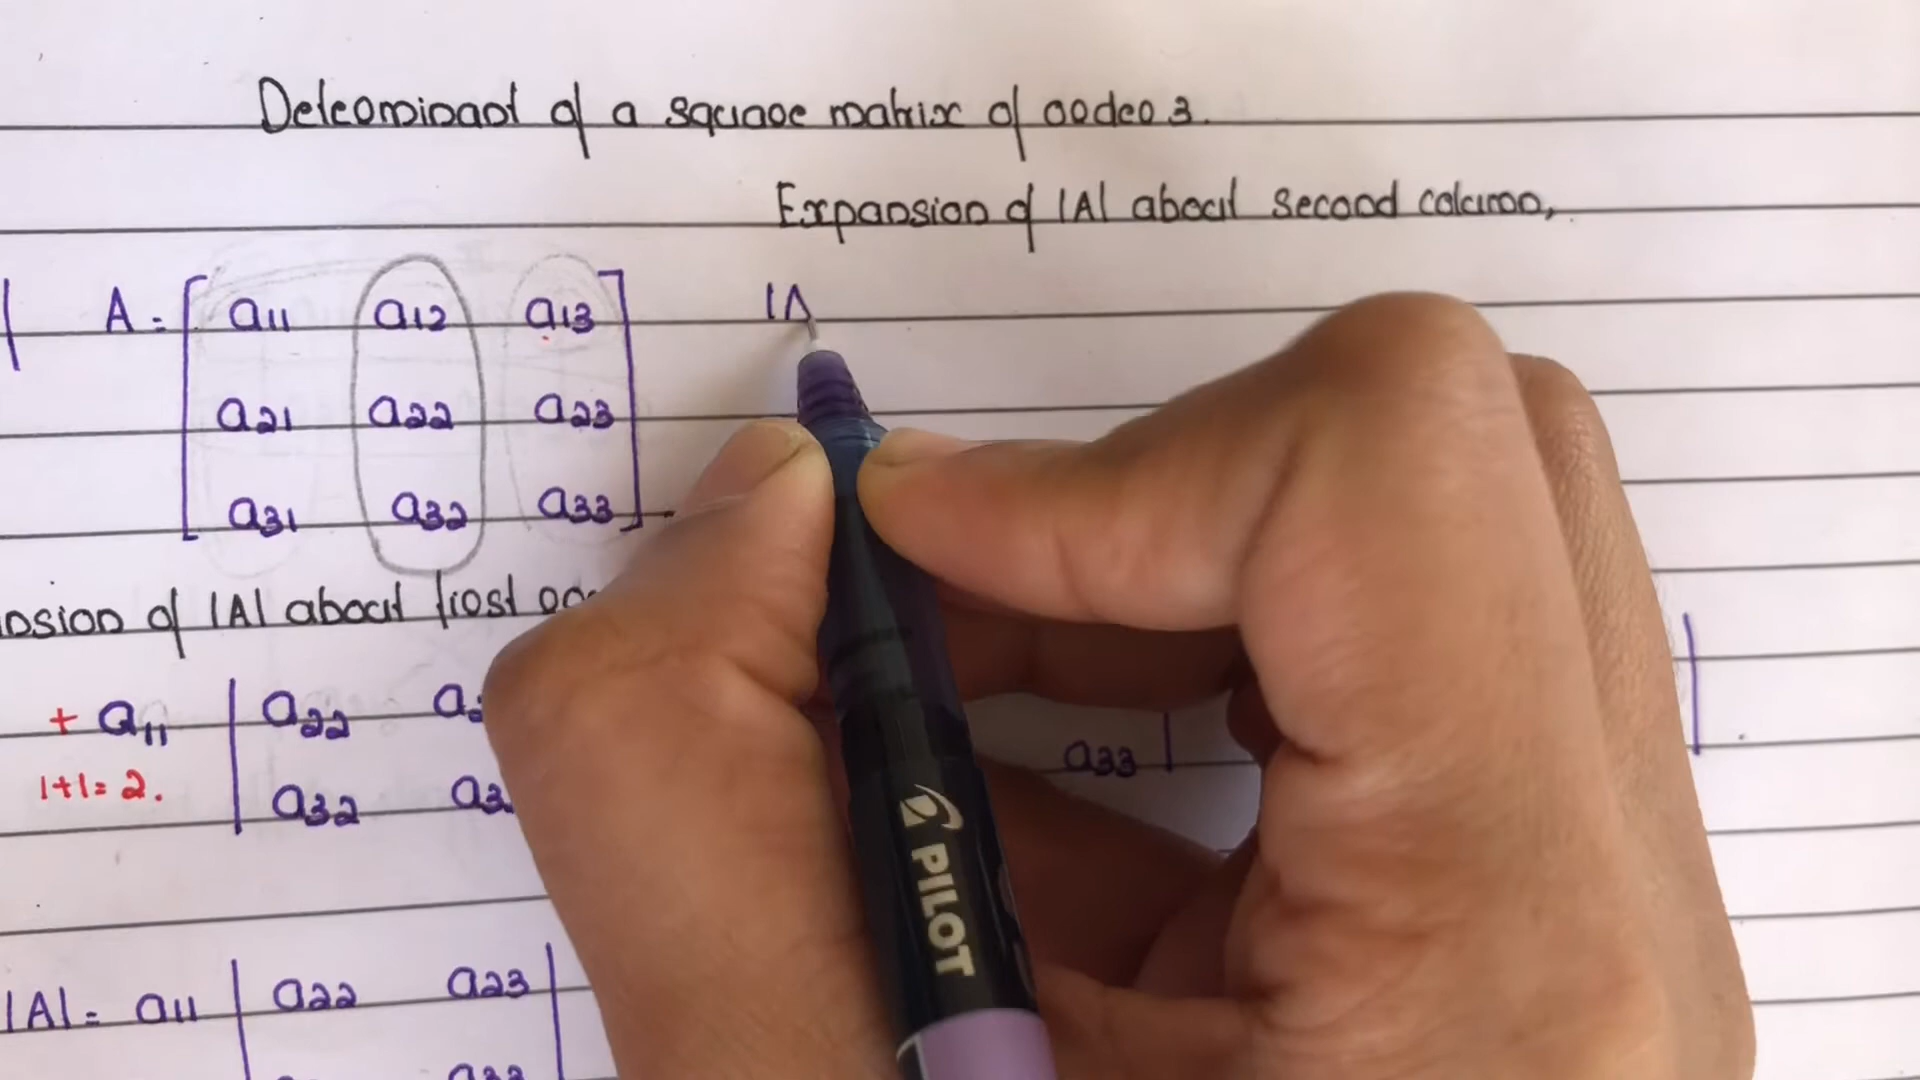 Determinant of a square matrix of order 3.
Expansion of |A| about second column,
A = [ a11 a12 a13
a21 a22 a23
a31 a32 a33 ].
|A
of |A| about first
+ a11 | a22
1+1=2. | a32
a33 |
|A| = a11 | a22 a23 |
PILOT